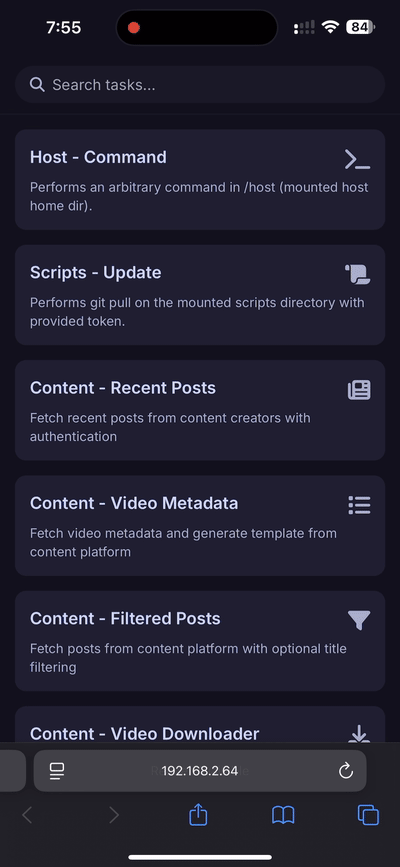 7:55
84
Search tasks...
Host - Command
Performs an arbitrary command in /host (mounted host
home dir).
Scripts - Update
Performs git pull on the mounted scripts directory with
provided token.
Content - Recent Posts
Fetch recent posts from content creators with
authentication
Content - Video Metadata
Fetch video metadata and generate template from
content platform
Content - Filtered Posts
Fetch posts from content platform with optional title
filtering
Content - Video Downloader
192.168.2.64